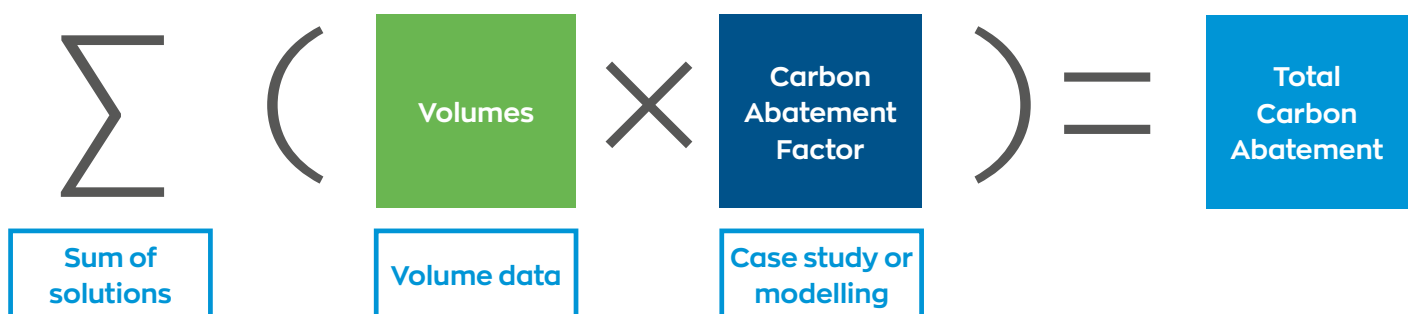 ∑ ( Volumes × Carbon
Abatement
Factor ) = Total
Carbon
Abatement
Sum of
solutions
Volume data
Case study or
modelling